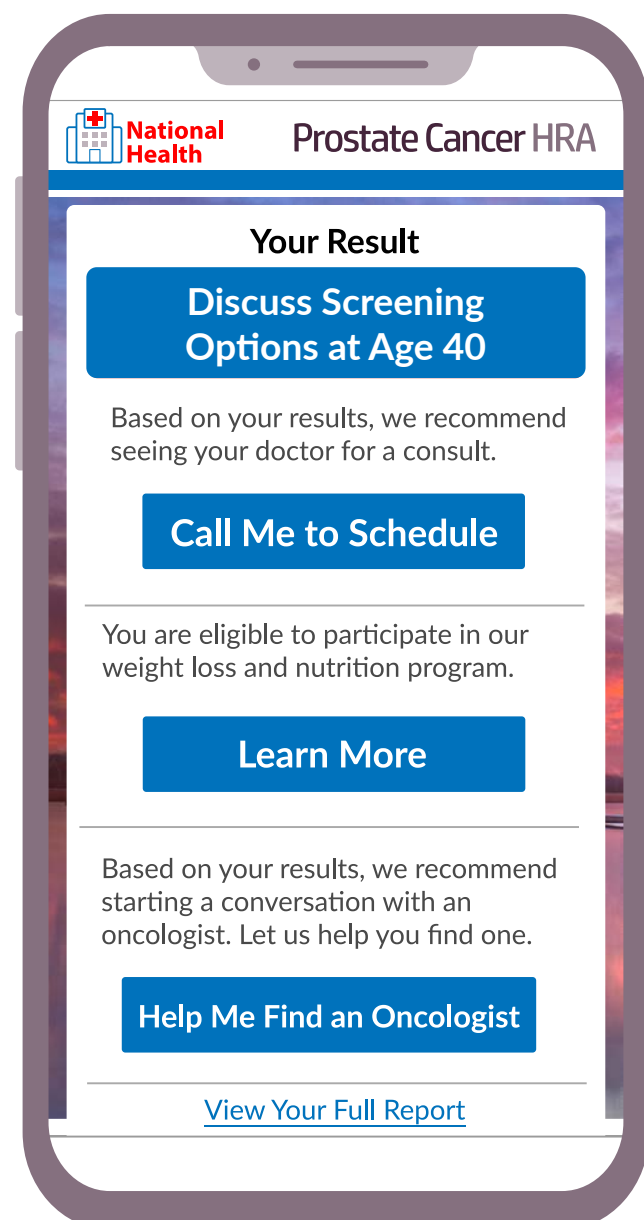 National
Health
Prostate Cancer HRA
Your Result
Discuss Screening
Options at Age 40
Based on your results, we recommend
seeing your doctor for a consult.
Call Me to Schedule
You are eligible to participate in our
weight loss and nutrition program.
Learn More
Based on your results, we recommend
starting a conversation with an
oncologist. Let us help you find one.
Help Me Find an Oncologist
View Your Full Report